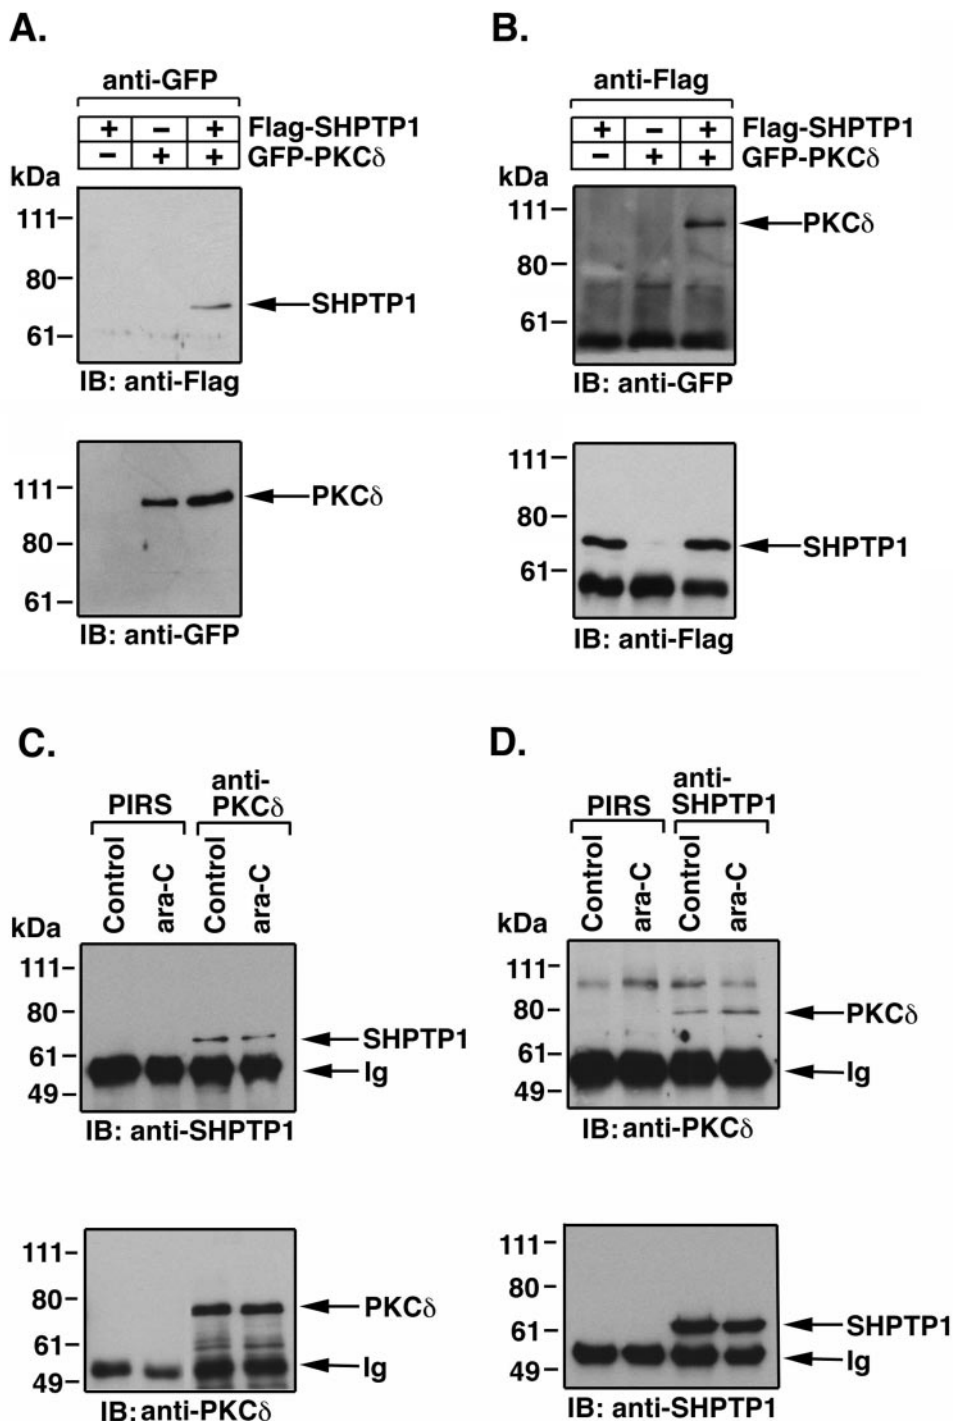 A.
anti-GFP
+ − + Flag-SHPTP1
− + + GFP-PKCδ
kDa
111
80
SHPTP1
61
IB: anti-Flag
111
PKCδ
80
61
IB: anti-GFP
B.
anti-Flag
+ − + Flag-SHPTP1
− + + GFP-PKCδ
kDa
111
PKCδ
80
61
IB: anti-GFP
111
80
SHPTP1
61
IB: anti-Flag
C.
PIRS
anti-
PKCδ
Control
ara-C
Control
ara-C
kDa
111
80
SHPTP1
61
Ig
49
IB: anti-SHPTP1
111
80
PKCδ
61
Ig
49
IB: anti-PKCδ
D.
PIRS
anti-
SHPTP1
Control
ara-C
Control
ara-C
kDa
111
80
PKCδ
61
Ig
49
IB: anti-PKCδ
111
80
61
SHPTP1
Ig
49
IB: anti-SHPTP1